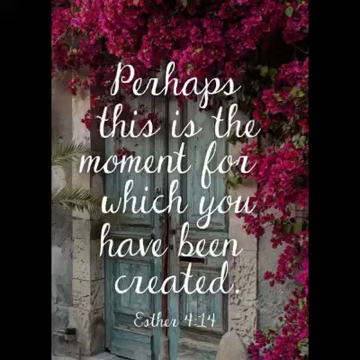 Perhaps
this is the
moment for
which you
have been
created.
Esther 4:14